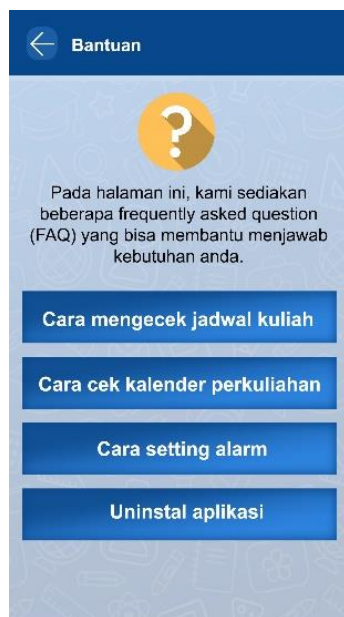 Bantuan
?
Pada halaman ini, kami sediakan
beberapa frequently asked question
(FAQ) yang bisa membantu menjawab
kebutuhan anda.
Cara mengecek jadwal kuliah
Cara cek kalender perkuliahan
Cara setting alarm
Uninstal aplikasi